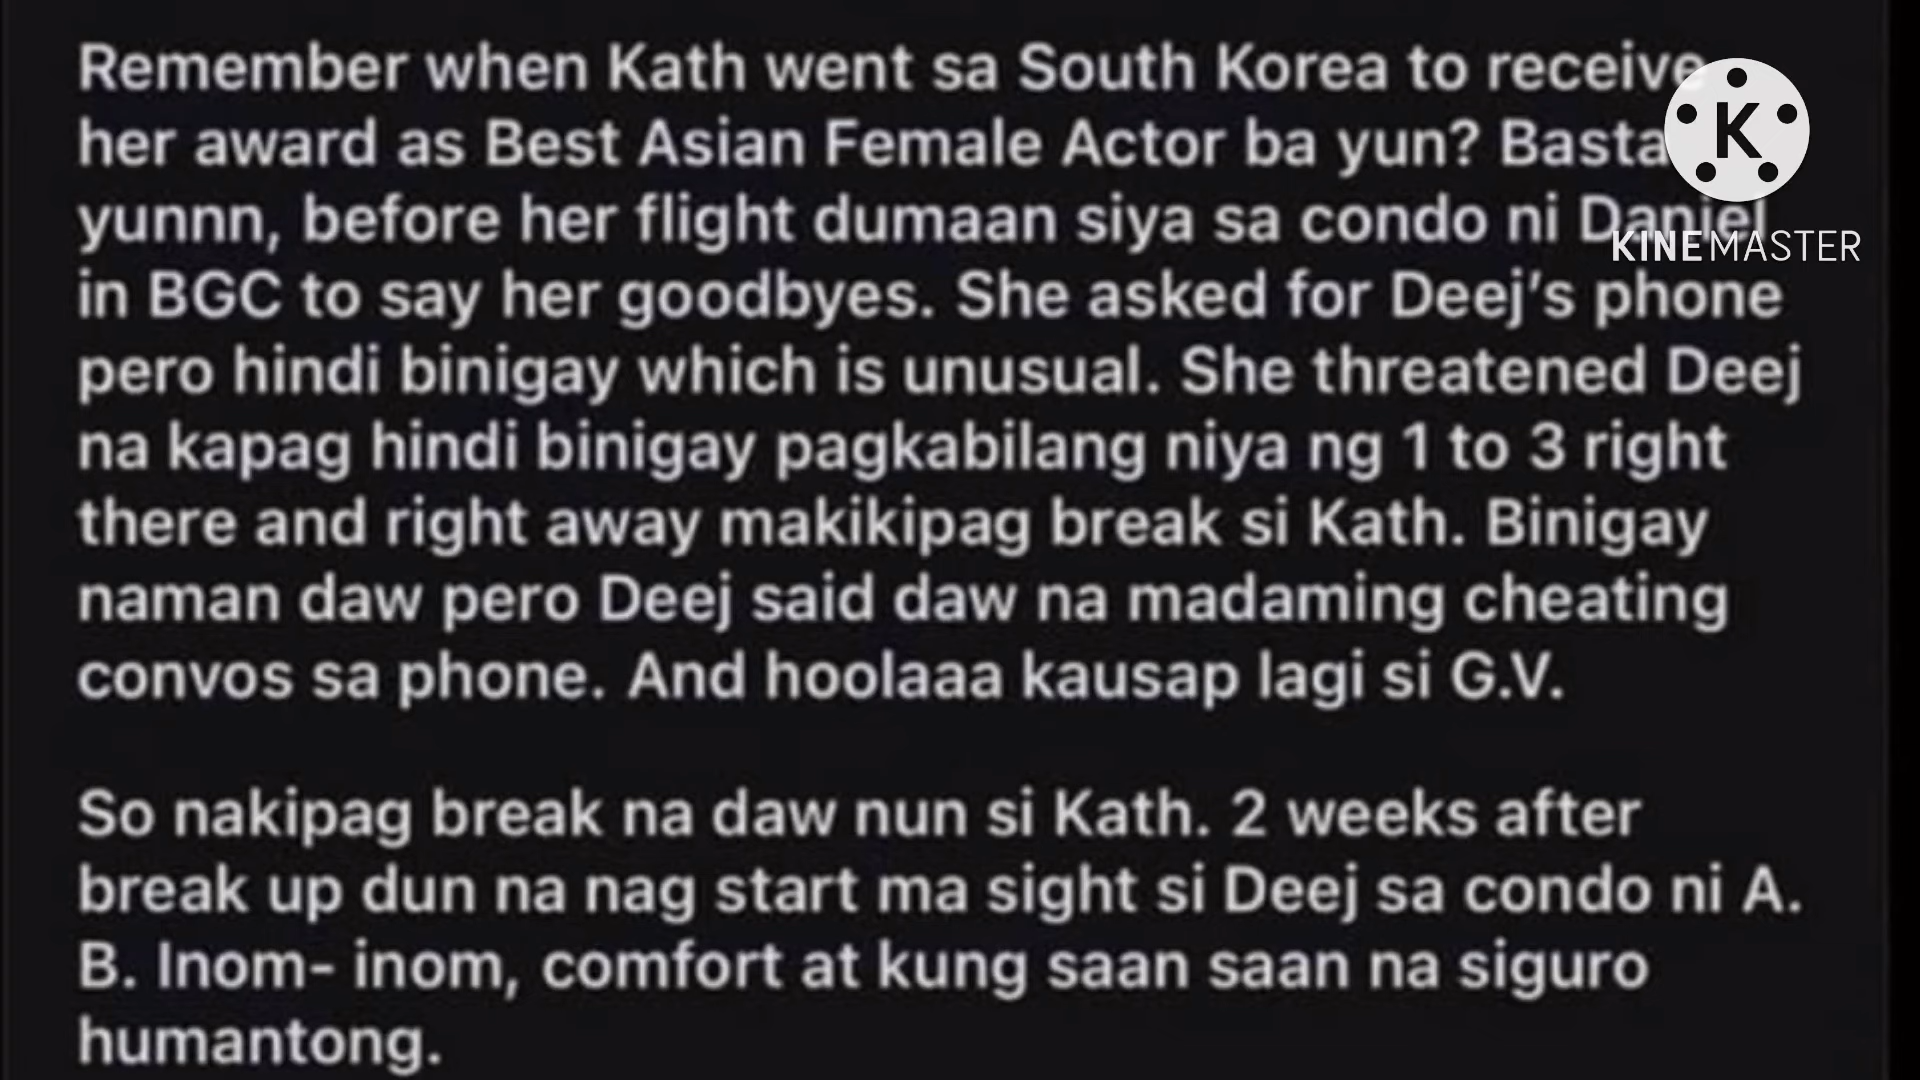 Remember when Kath went sa South Korea to receive
her award as Best Asian Female Actor ba yun? Basta
yunnn, before her flight dumaan siya sa condo ni Daniel
in BGC to say her goodbyes. She asked for Deej’s phone
pero hindi binigay which is unusual. She threatened Deej
na kapag hindi binigay pagkabilang niya ng 1 to 3 right
there and right away makikipag break si Kath. Binigay
naman daw pero Deej said daw na madaming cheating
convos sa phone. And hoolaaa kausap lagi si G.V.
So nakipag break na daw nun si Kath. 2 weeks after
break up dun na nag start ma sight si Deej sa condo ni A.
B. Inom- inom, comfort at kung saan saan na siguro
humantong.
K
KINEMASTER